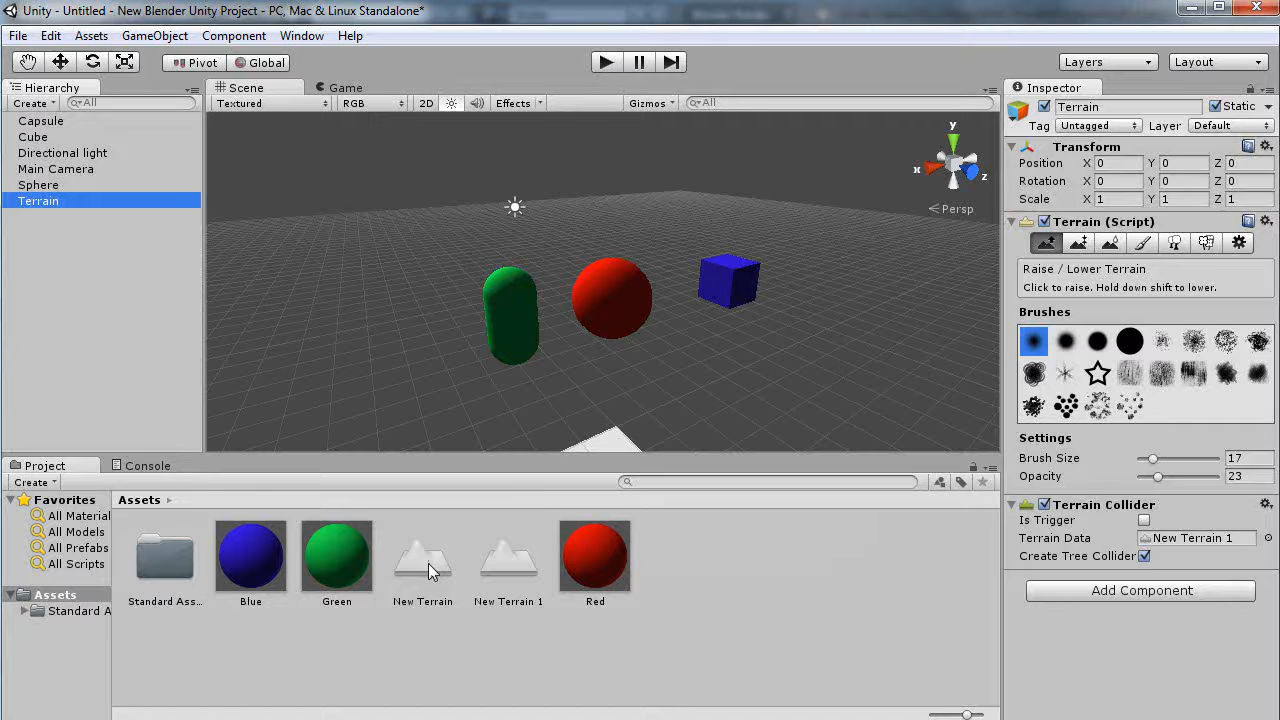 Unity - Untitled - New Blender Unity Project - PC, Mac & Linux Standalone*
File Edit Assets GameObject Component Window Help
Pivot Global Layers Layout
Hierarchy
Create All
Capsule
Cube
Directional light
Main Camera
Sphere
Terrain
Scene Game
Textured RGB 2D Effects Gizmos All
y
x
z
Persp
Inspector
Terrain Static
Tag Untagged Layer Default
Transform
Position X 0 Y 0 Z 0
Rotation X 0 Y 0 Z 0
Scale X 1 Y 1 Z 1
Terrain (Script)
Raise / Lower Terrain
Click to raise. Hold down shift to lower.
Brushes
Settings
Brush Size 17
Opacity 23
Terrain Collider
Is Trigger
Terrain Data New Terrain 1
Create Tree Collider
Add Component
Project Console
Create
Favorites
All Material
All Models
All Prefabs
All Scripts
Assets
Standard A
Assets
Standard Ass... Blue Green New Terrain New Terrain 1 Red